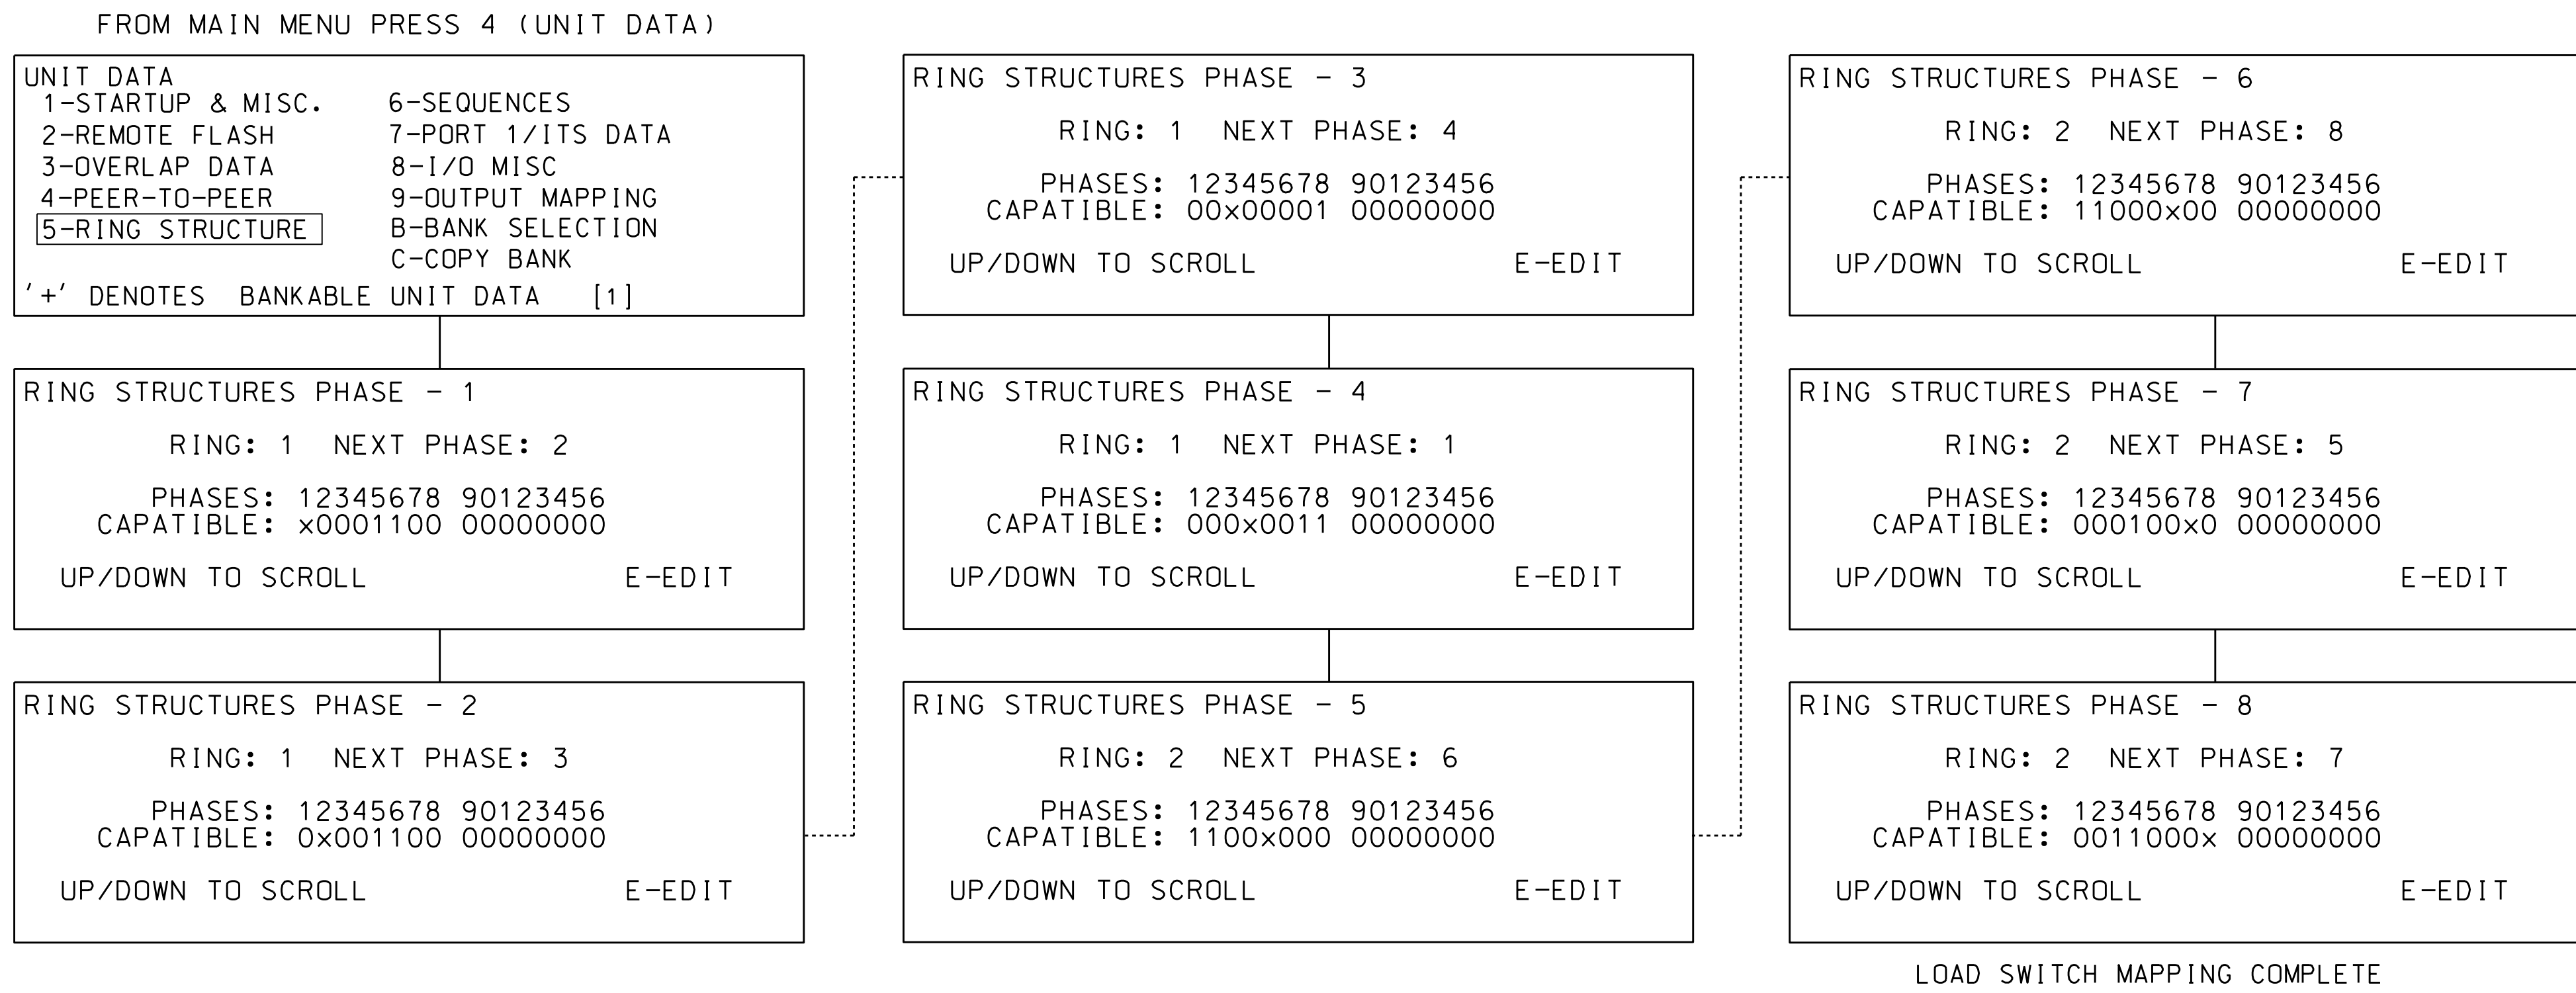 FROM MAIN MENU PRESS 4 (UNIT DATA)
UNIT DATA
1-STARTUP & MISC. 6-SEQUENCES
2-REMOTE FLASH 7-PORT 1/ITS DATA
3-OVERLAP DATA 8-I/O MISC
4-PEER-TO-PEER 9-OUTPUT MAPPING
5-RING STRUCTURE B-BANK SELECTION
C-COPY BANK
'+' DENOTES BANKABLE UNIT DATA [1]
RING STRUCTURES PHASE - 1
RING: 1 NEXT PHASE: 2
PHASES: 12345678 90123456
CAPATIBLE: x0001100 00000000
UP/DOWN TO SCROLL E-EDIT
RING STRUCTURES PHASE - 2
RING: 1 NEXT PHASE: 3
PHASES: 12345678 90123456
CAPATIBLE: 0x001100 00000000
UP/DOWN TO SCROLL E-EDIT
RING STRUCTURES PHASE - 3
RING: 1 NEXT PHASE: 4
PHASES: 12345678 90123456
CAPATIBLE: 00x00001 00000000
UP/DOWN TO SCROLL E-EDIT
RING STRUCTURES PHASE - 4
RING: 1 NEXT PHASE: 1
PHASES: 12345678 90123456
CAPATIBLE: 000x0011 00000000
UP/DOWN TO SCROLL E-EDIT
RING STRUCTURES PHASE - 5
RING: 2 NEXT PHASE: 6
PHASES: 12345678 90123456
CAPATIBLE: 1100x000 00000000
UP/DOWN TO SCROLL E-EDIT
RING STRUCTURES PHASE - 6
RING: 2 NEXT PHASE: 8
PHASES: 12345678 90123456
CAPATIBLE: 11000x00 00000000
UP/DOWN TO SCROLL E-EDIT
RING STRUCTURES PHASE - 7
RING: 2 NEXT PHASE: 5
PHASES: 12345678 90123456
CAPATIBLE: 000100x0 00000000
UP/DOWN TO SCROLL E-EDIT
RING STRUCTURES PHASE - 8
RING: 2 NEXT PHASE: 7
PHASES: 12345678 90123456
CAPATIBLE: 0011000x 00000000
UP/DOWN TO SCROLL E-EDIT
LOAD SWITCH MAPPING COMPLETE